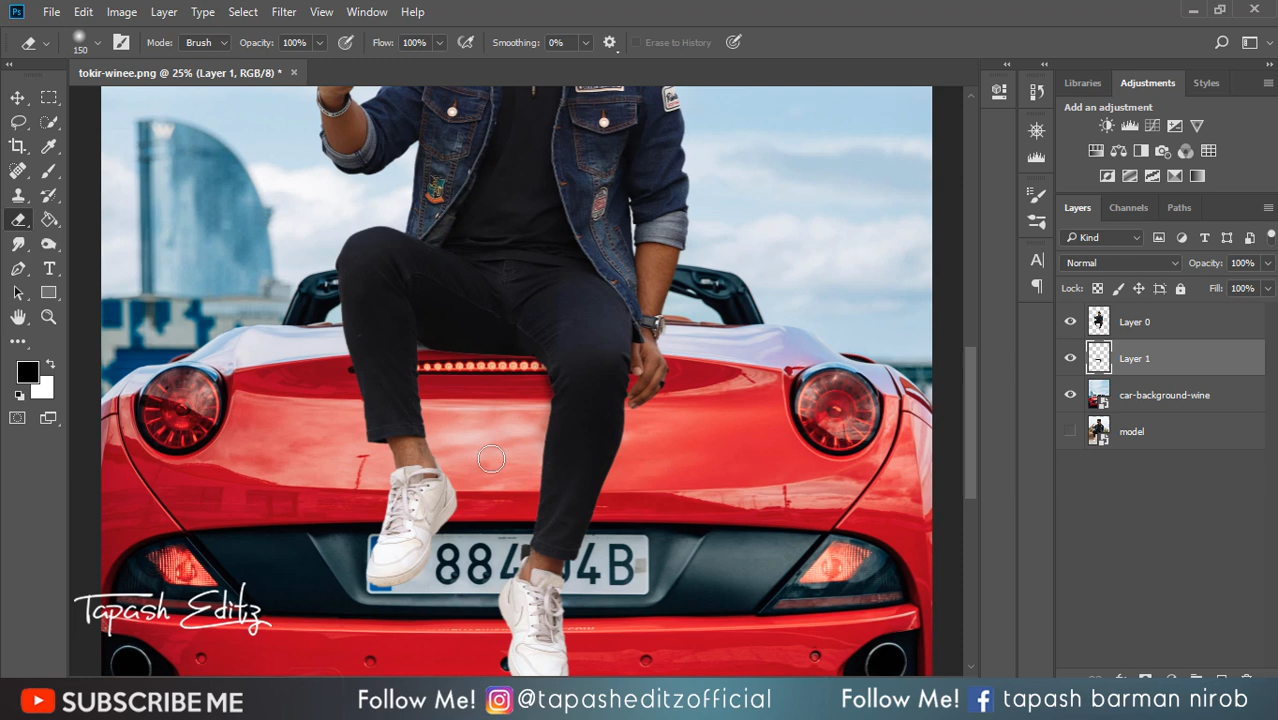 Ps File Edit Image Layer Type Select Filter View Window Help
150 Mode: Brush Opacity: 100% Flow: 100% Smoothing: 0% Erase to History
tokir-winee.png @ 25% (Layer 1, RGB/8) *
Libraries Adjustments Styles
Add an adjustment
Layers Channels Paths
Kind
Normal Opacity: 100%
Lock: Fill: 100%
Layer 0
Layer 1
car-background-wine
model
884 4B
Tapash Editz
SUBSCRIBE ME Follow Me! @tapasheditzofficial Follow Me! tapash barman nirob